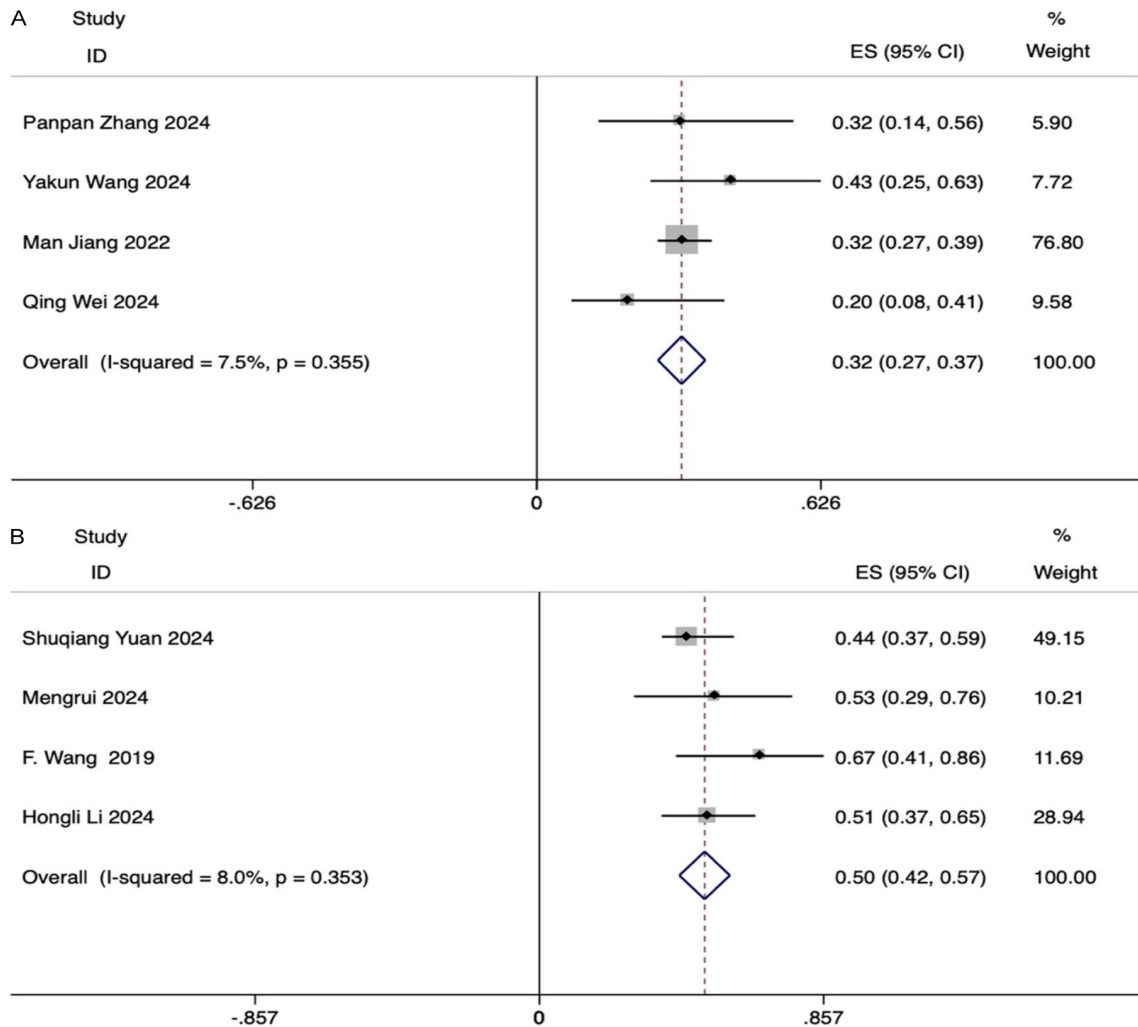 A Study %
ID ES (95% CI) Weight
Panpan Zhang 2024 0.32 (0.14, 0.56) 5.90
Yakun Wang 2024 0.43 (0.25, 0.63) 7.72
Man Jiang 2022 0.32 (0.27, 0.39) 76.80
Qing Wei 2024 0.20 (0.08, 0.41) 9.58
Overall (I-squared = 7.5%, p = 0.355) 0.32 (0.27, 0.37) 100.00
-.626 0 .626
B Study %
ID ES (95% CI) Weight
Shuqiang Yuan 2024 0.44 (0.37, 0.59) 49.15
Mengrui 2024 0.53 (0.29, 0.76) 10.21
F. Wang 2019 0.67 (0.41, 0.86) 11.69
Hongli Li 2024 0.51 (0.37, 0.65) 28.94
Overall (I-squared = 8.0%, p = 0.353) 0.50 (0.42, 0.57) 100.00
-.857 0 .857